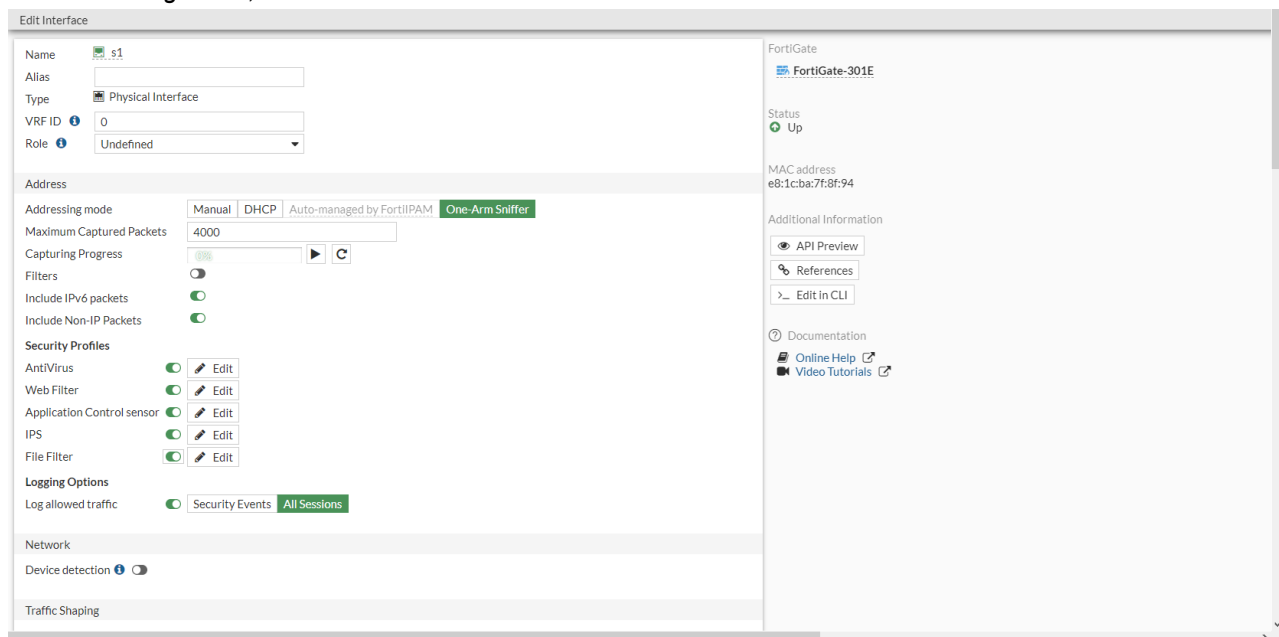 Edit Interface
Name s1
Alias
Type Physical Interface
VRF ID 0
Role Undefined
Address
Addressing mode Manual DHCP Auto-managed by FortiIPAM One-Arm Sniffer
Maximum Captured Packets 4000
Capturing Progress 0%
Filters
Include IPv6 packets
Include Non-IP Packets
Security Profiles
AntiVirus Edit
Web Filter Edit
Application Control sensor Edit
IPS Edit
File Filter Edit
Logging Options
Log allowed traffic Security Events All Sessions
Network
Device detection
Traffic Shaping
FortiGate
FortiGate-301E
Status
Up
MAC address
e8:1c:ba:7f:8f:94
Additional Information
API Preview
References
>_ Edit in CLI
Documentation
Online Help
Video Tutorials